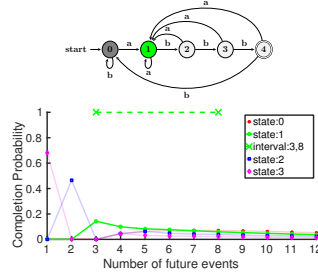 a
a
a
start
0
a
1
b
2
b
3
b
4
b
a
b
1
0.8
0.6
0.4
0.2
0
Completion Probability
state:0
state:1
interval:3,8
state:2
state:3
1 2 3 4 5 6 7 8 9 10 11 12
Number of future events